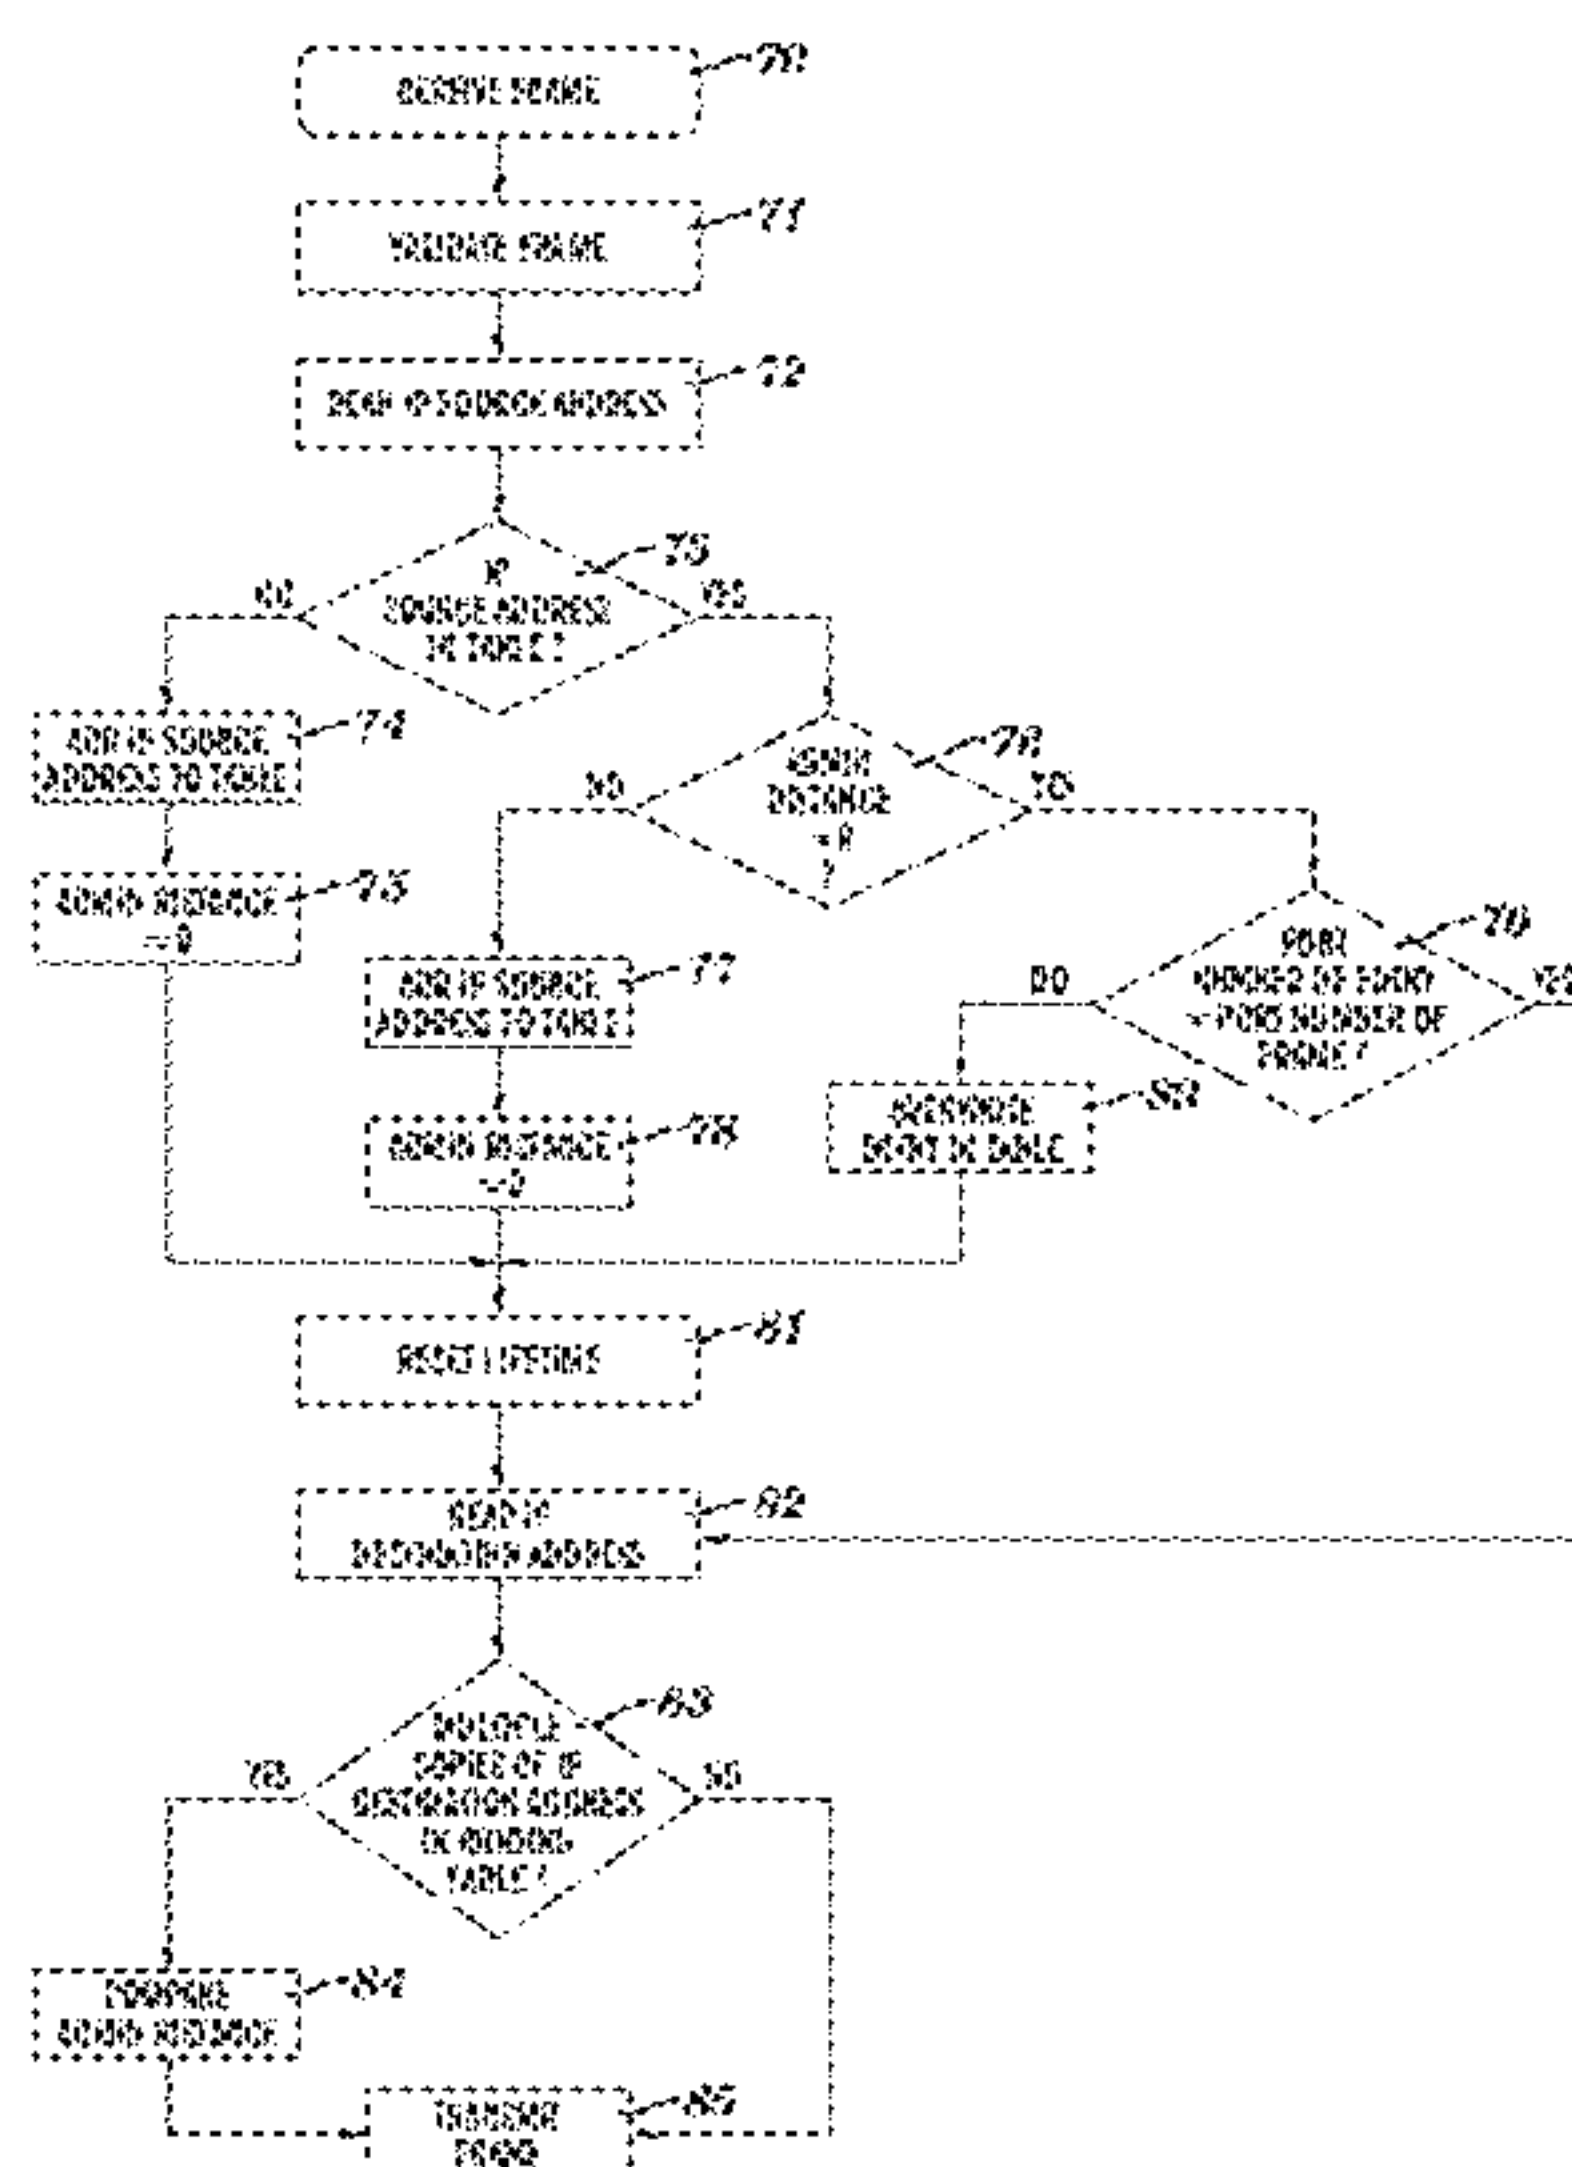 RECEIVE FRAME
70
VALIDATE FRAME
71
READ IP SOURCE ADDRESS
72
IP
SOURCE ADDRESS
IN TABLE ?
73
NO
YES
ADD IP SOURCE
ADDRESS TO TABLE
74
ADMIN DISTANCE
= 0
75
ADMIN
DISTANCE
= 0
?
76
NO
YES
ADD IP SOURCE
ADDRESS TO TABLE
77
ADMIN DISTANCE
= 0
78
PORT
NUMBER OF ENTRY
= PORT NUMBER OF
FRAME ?
79
NO
YES
OVERWRITE
ENTRY IN TABLE
80
RESET LIFETIME
81
READ IP
DESTINATION ADDRESS
82
MULTIPLE
COPIES OF IP
DESTINATION ADDRESS
IN
TABLE ?
83
YES
NO
COMPARE
ADMIN DISTANCE
84
TRANSMIT
FRAME
85